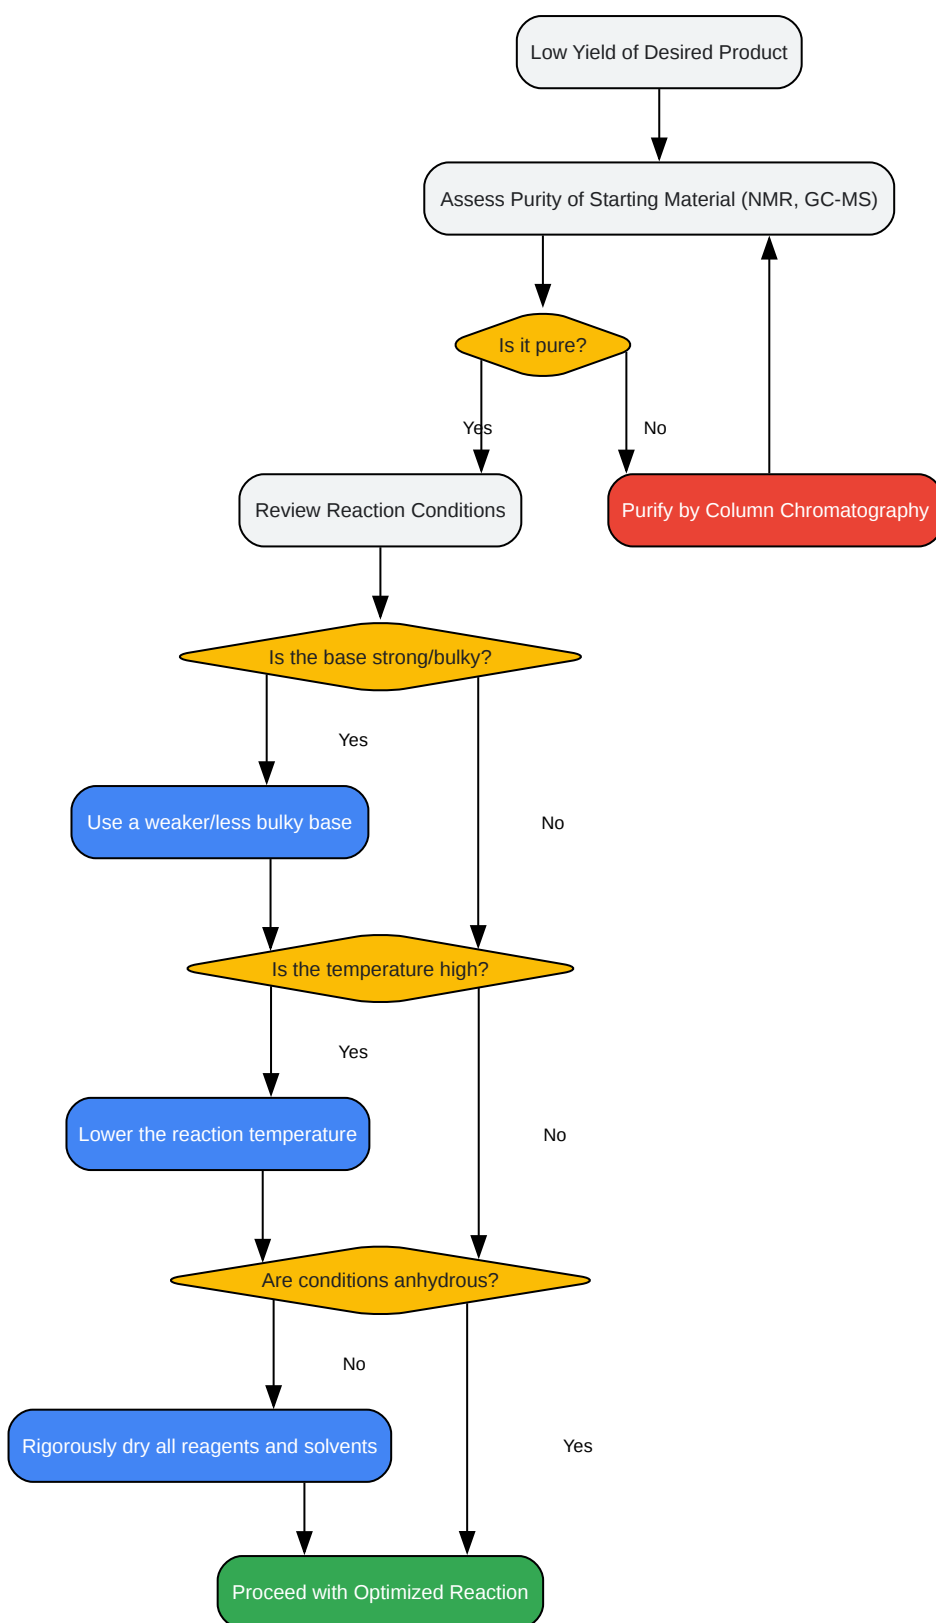 Low Yield of Desired Product
Assess Purity of Starting Material (NMR, GC-MS)
Is it pure?
Yes
No
Review Reaction Conditions
Purify by Column Chromatography
Is the base strong/bulky?
Yes
Use a weaker/less bulky base
No
Is the temperature high?
Yes
Lower the reaction temperature
No
Are conditions anhydrous?
No
Rigorously dry all reagents and solvents
Yes
Proceed with Optimized Reaction